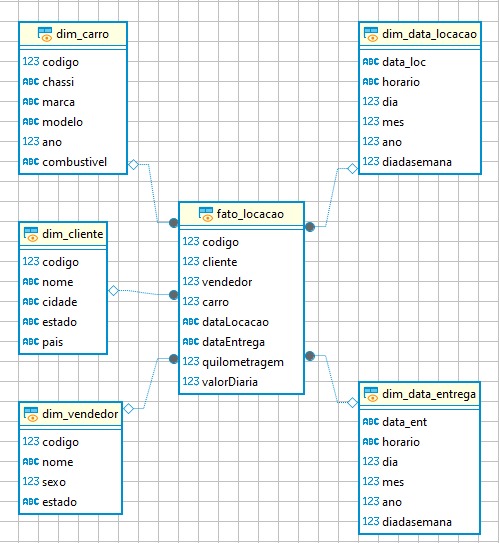 dim_carro
123 codigo
ABC chassi
ABC marca
ABC modelo
123 ano
ABC combustivel
dim_data_locacao
ABC data_loc
ABC horario
123 dia
123 mes
123 ano
123 diadasemana
fato_locacao
123 codigo
123 cliente
123 vendedor
123 carro
ABC dataLocacao
ABC dataEntrega
123 quilometragem
123 valorDiaria
dim_cliente
123 codigo
ABC nome
ABC cidade
ABC estado
ABC pais
dim_vendedor
123 codigo
ABC nome
123 sexo
ABC estado
dim_data_entrega
ABC data_ent
ABC horario
123 dia
123 mes
123 ano
123 diadasemana